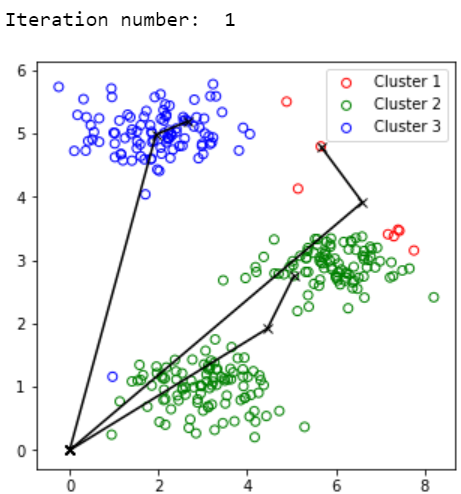 Iteration number:  1
Cluster 1
Cluster 2
Cluster 3
6
5
4
3
2
1
0
0 2 4 6 8